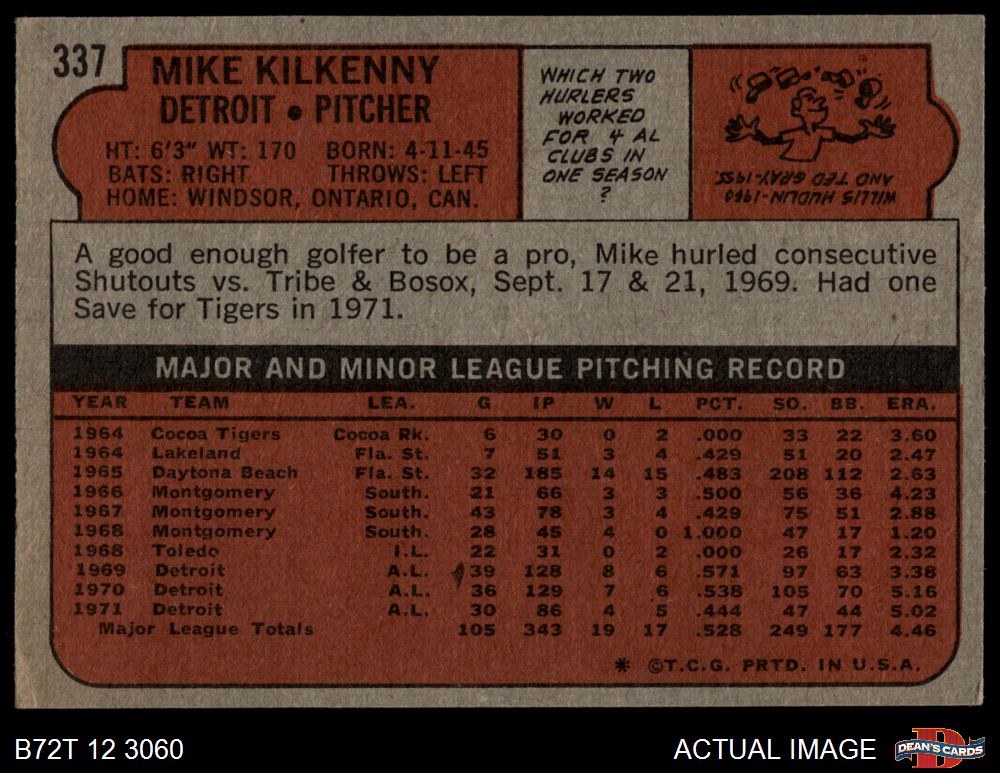 337
MIKE KILKENNY
DETROIT • PITCHER
HT: 6'3" WT: 170 BORN: 4-11-45
BATS: RIGHT THROWS: LEFT
HOME: WINDSOR, ONTARIO, CAN.
WHICH TWO
HURLERS
WORKED
FOR 4 AL
CLUBS IN
ONE SEASON
?
WILLIS HUDLIN-1960
AND TED GRAY-1955.
A good enough golfer to be a pro, Mike hurled consecutive
Shutouts vs. Tribe & Bosox, Sept. 17 & 21, 1969. Had one
Save for Tigers in 1971.
MAJOR AND MINOR LEAGUE PITCHING RECORD
YEAR TEAM LEA. G IP W L PCT. SO. BB. ERA.
1964 Cocoa Tigers Cocoa Rk. 6 30 0 2 .000 33 22 3.60
1964 Lakeland Fla. St. 7 51 3 4 .429 51 20 2.47
1965 Daytona Beach Fla. St. 32 185 14 15 .483 208 112 2.63
1966 Montgomery South. 21 66 3 3 .500 56 36 4.23
1967 Montgomery South. 43 78 3 4 .429 75 51 2.88
1968 Montgomery South. 28 45 4 0 1.000 47 17 1.20
1968 Toledo I.L. 22 31 0 2 .000 26 17 2.32
1969 Detroit A.L. 39 128 8 6 .571 97 63 3.38
1970 Detroit A.L. 36 129 7 6 .538 105 70 5.16
1971 Detroit A.L. 30 86 4 5 .444 47 44 5.02
Major League Totals 105 343 19 17 .528 249 177 4.46
* ©T.C.G. PRTD. IN U.S.A.
B72T 12 3060
ACTUAL IMAGE
D
DEAN'S CARDS